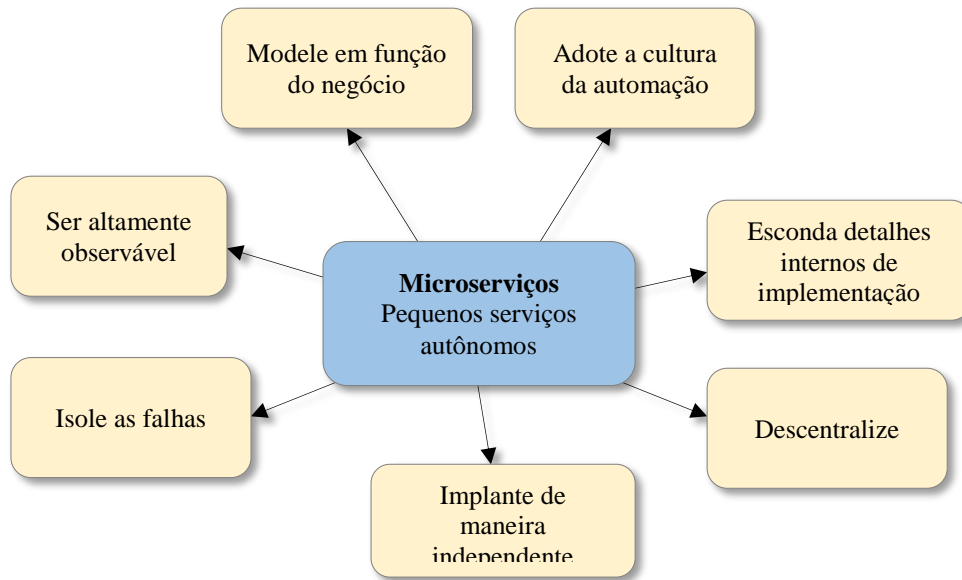 Modele em função
do negócio
Adote a cultura
da automação
Ser altamente
observável
Esconda detalhes
internos de
implementação
Microserviços
Pequenos serviços
autônomos
Isole as falhas
Descentralize
Implante de
maneira
independente